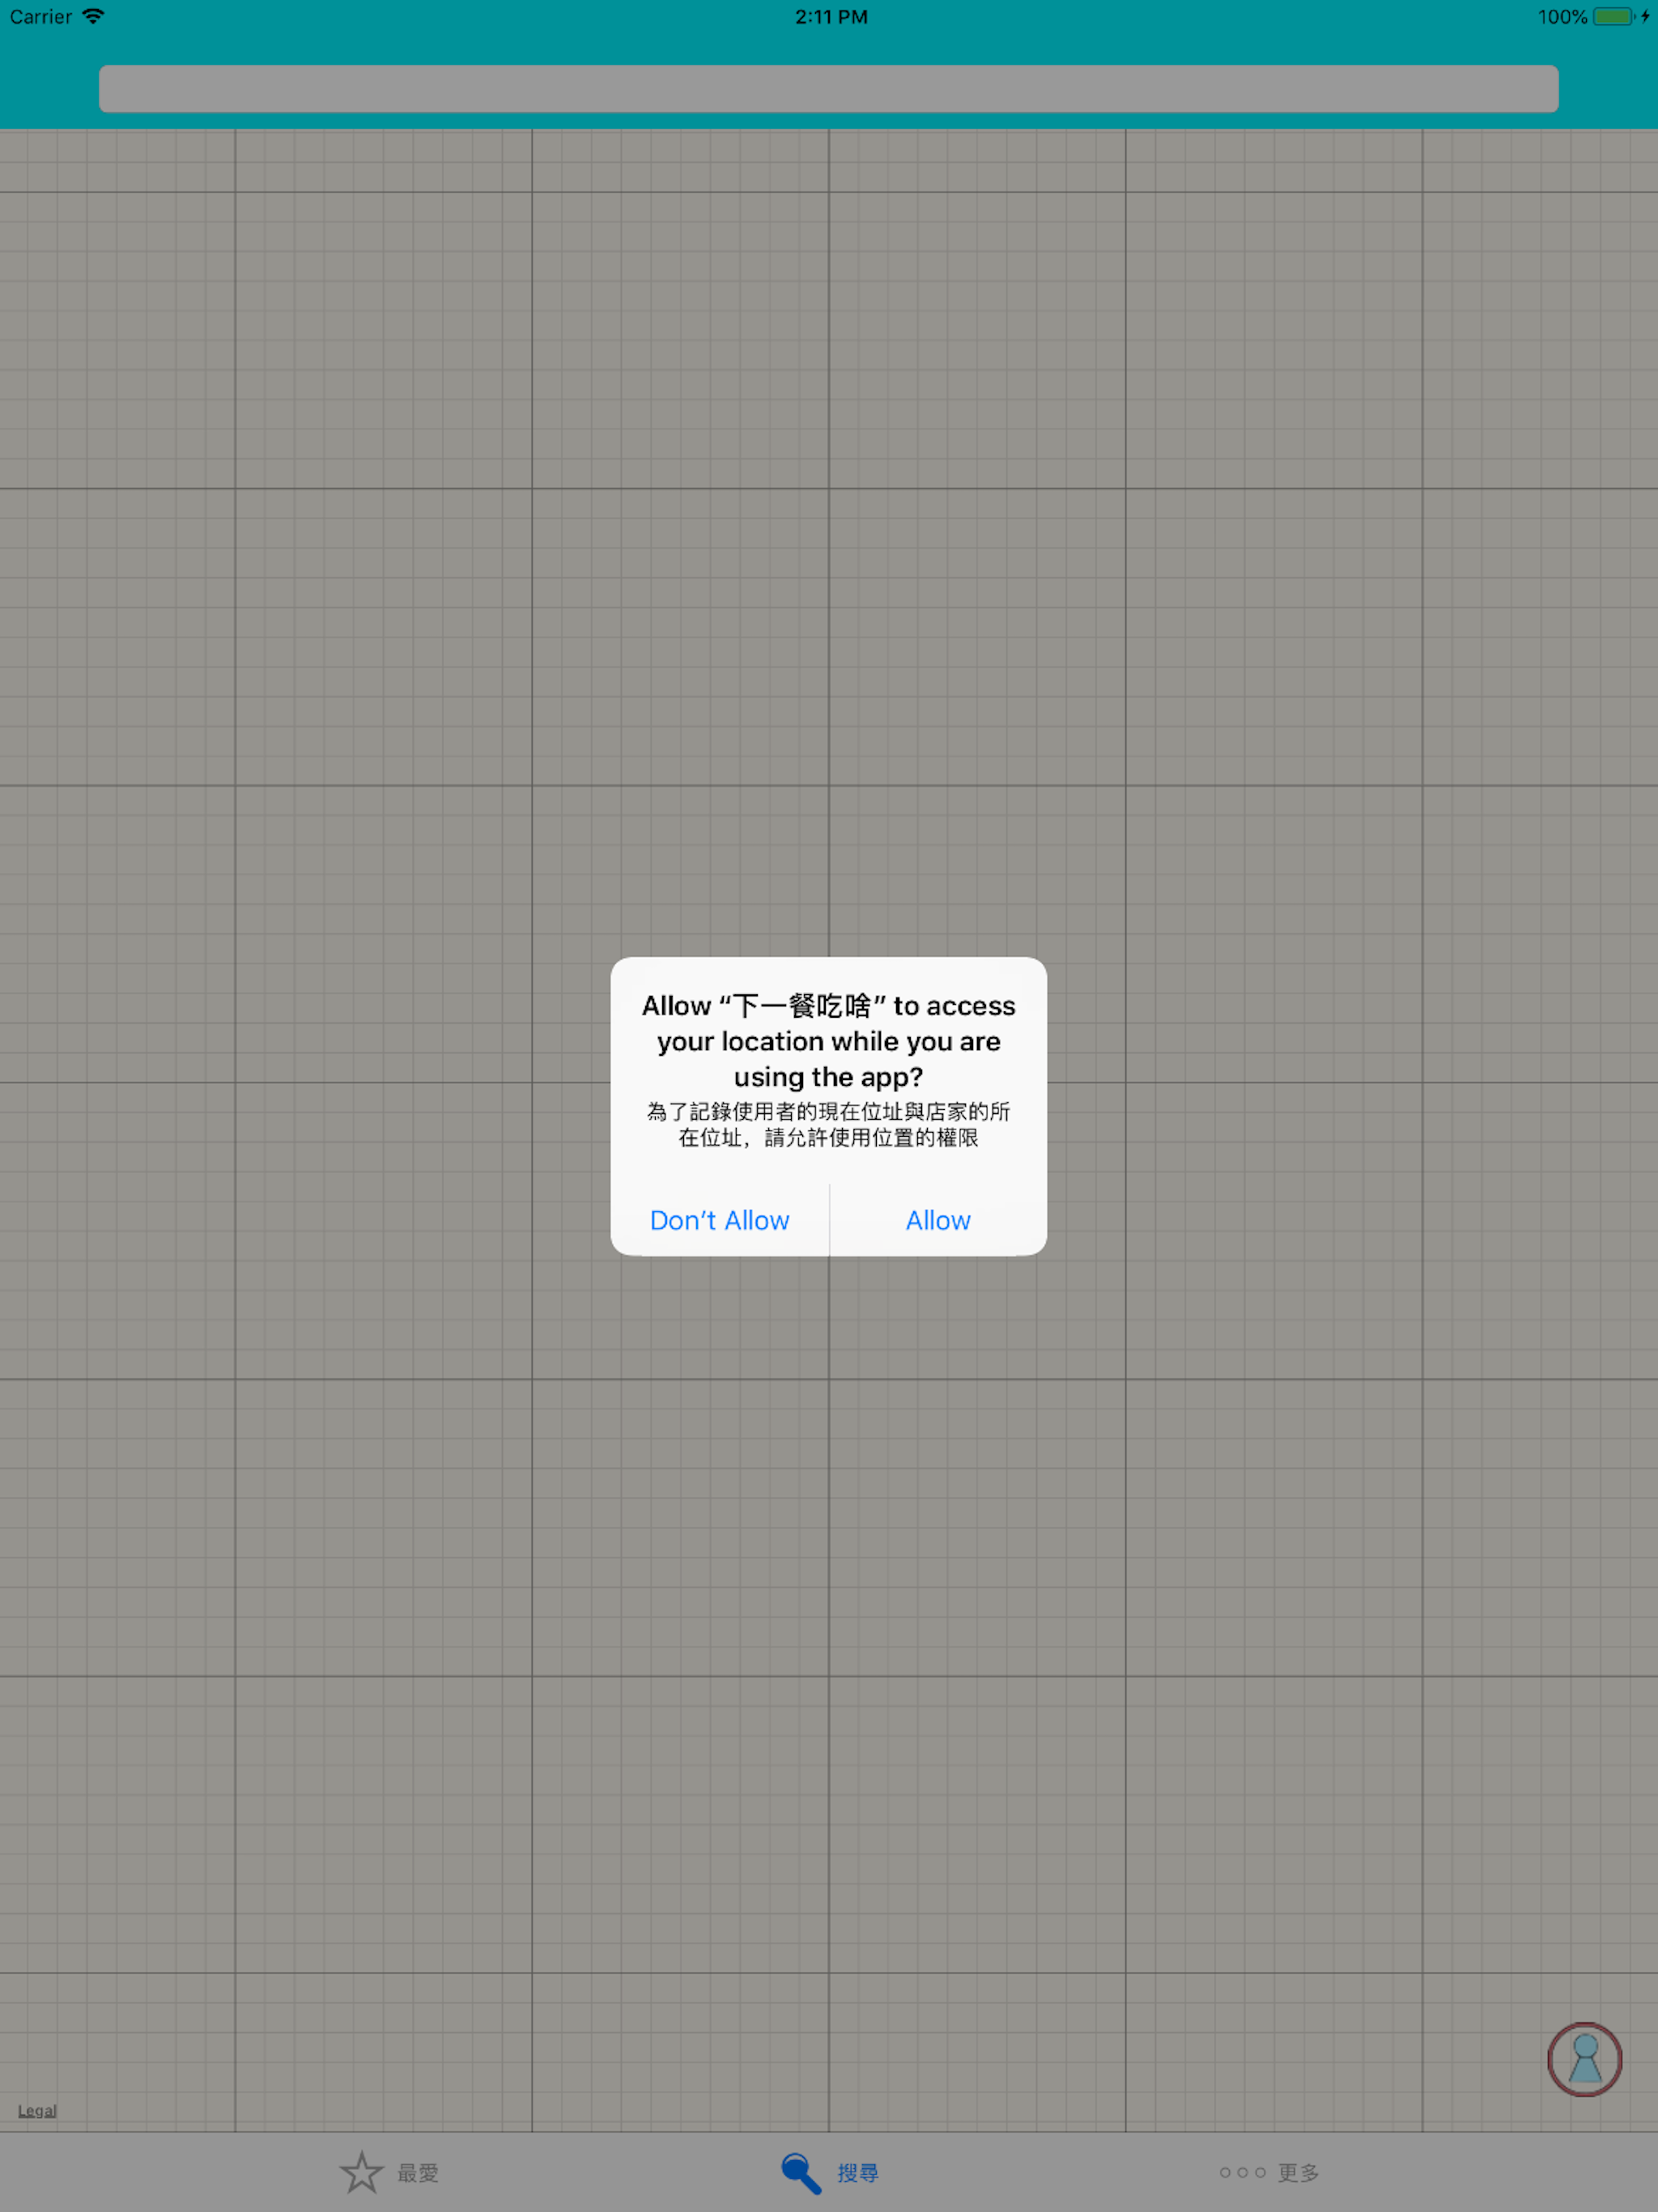 Carrier
2:11 PM
100%
Allow “下一餐吃啥” to access
your location while you are
using the app?
為了記錄使用者的現在位址與店家的所
在位址，請允許使用位置的權限
Don’t Allow
Allow
Legal
最愛
搜尋
更多